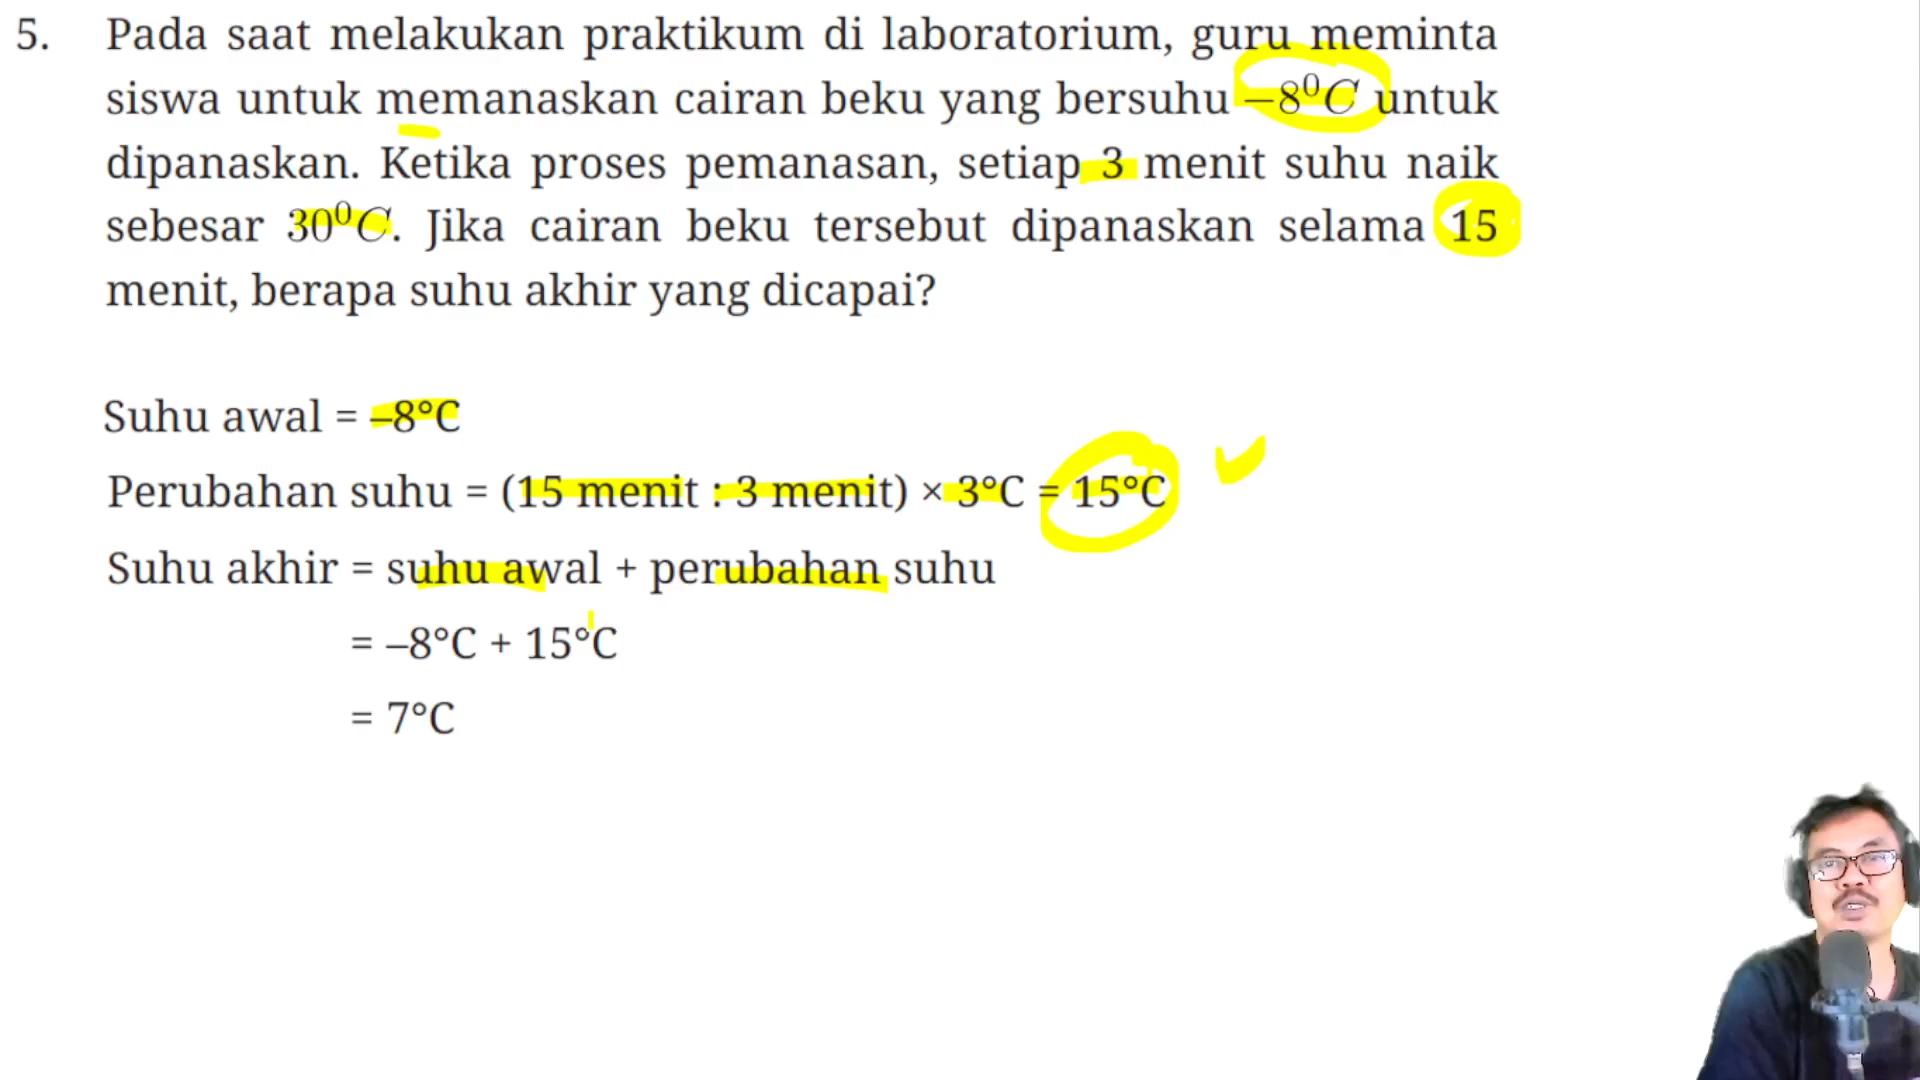 5. Pada saat melakukan praktikum di laboratorium, guru meminta
siswa untuk memanaskan cairan beku yang bersuhu −8⁰C untuk
dipanaskan. Ketika proses pemanasan, setiap 3 menit suhu naik
sebesar 30⁰C. Jika cairan beku tersebut dipanaskan selama 15
menit, berapa suhu akhir yang dicapai?
Suhu awal = –8°C
Perubahan suhu = (15 menit : 3 menit) × 3°C = 15°C
Suhu akhir = suhu awal + perubahan suhu
= –8°C + 15°C
= 7°C